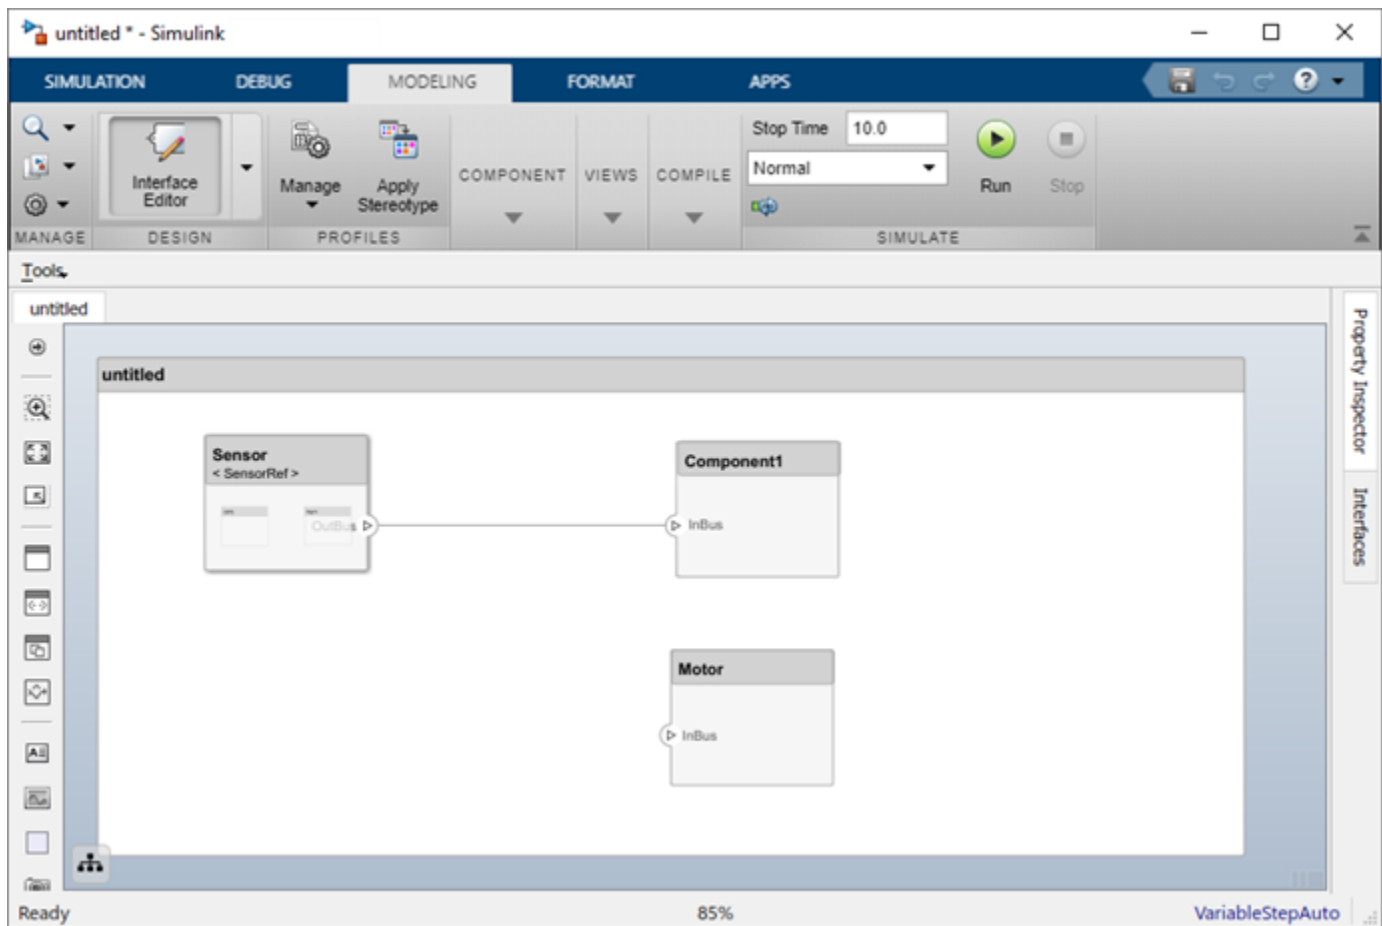 untitled * - Simulink
SIMULATION DEBUG MODELING FORMAT APPS
Interface
Editor
Manage
Apply
Stereotype
COMPONENT
VIEWS
COMPILE
Stop Time 10.0
Normal
Run
Stop
MANAGE DESIGN PROFILES SIMULATE
Tools
untitled
untitled
Sensor
< SensorRef >
OutBus
Component1
InBus
Motor
InBus
Property Inspector
Interfaces
Ready 85% VariableStepAuto